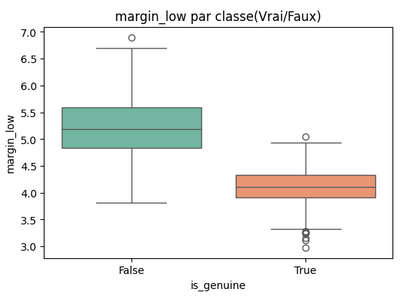 margin_low par classe(Vrai/Faux)
7.0
6.5
6.0
5.5
5.0
4.5
4.0
3.5
3.0
margin_low
False
True
is_genuine